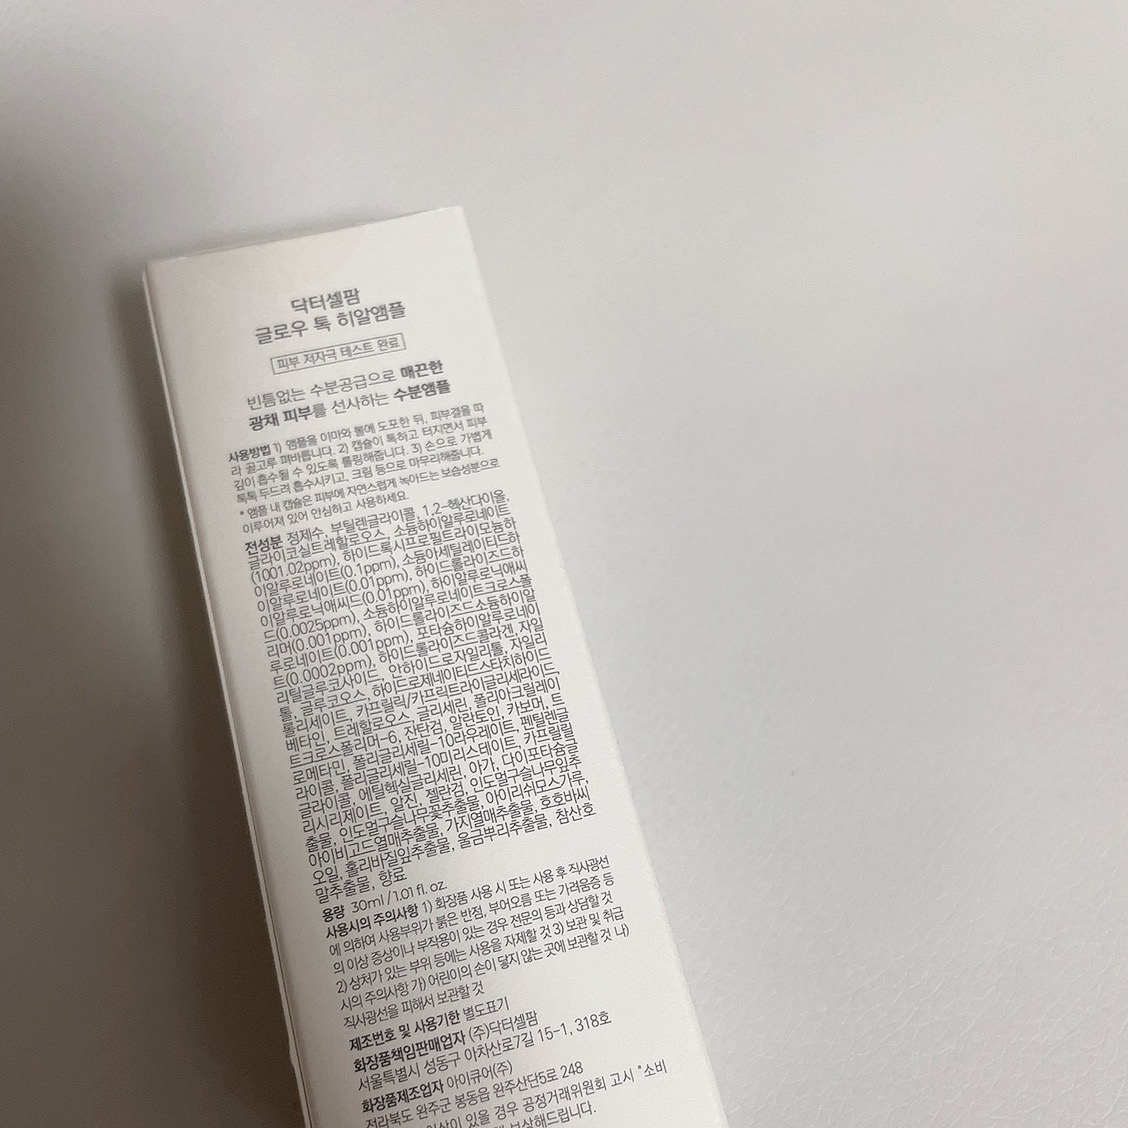 닥터셀팜
글로우 톡 히알앰플
피부 저자극 테스트 완료
빈틈없는 수분공급으로 매끈한
광채 피부를 선사하는 수분앰플
사용방법 1) 앰플을 이마와 볼에 도포한 뒤, 피부결을 따
라 골고루 펴바릅니다. 2) 캡슐이 톡하고 터지면서 피부
깊이 흡수될 수 있도록 롤링해줍니다. 3) 손으로 가볍게
톡톡 두드려 흡수시키고, 크림 등으로 마무리해줍니다.
* 앰플 내 캡슐은 피부에 자연스럽게 녹아드는 보습성분으로
이루어져 있어 안심하고 사용하세요.
전성분 정제수, 부틸렌글라이콜, 1,2-헥산다이올,
글라이코실트레할로오스, 소듐하이알루로네이트
(1001.02ppm), 하이드록시프로필트라이모늄하
이알루로네이트(0.1ppm), 소듐아세틸레이티드하
이알루로네이트(0.01ppm), 하이드롤라이즈드하
이알루로닉애씨드(0.01ppm), 하이알루로닉애씨
드(0.0025ppm), 소듐하이알루로네이트크로스폴
리머(0.001ppm), 하이드롤라이즈드소듐하이알
루로네이트(0.001ppm), 포타슘하이알루로네이
트(0.0002ppm), 하이드롤라이즈드콜라겐, 자일
리틸글루코사이드, 안하이드로자일리톨, 자일리
톨, 글루코오스, 하이드로제네이티드스타치하이드
롤리세이트, 카프릴릭/카프릭트라이글리세라이드,
베타인, 트레할로오스, 글리세린, 폴리아크릴레이
트크로스폴리머-6, 잔탄검, 알란토인, 카보머, 트
로메타민, 폴리글리세릴-10라우레이트, 펜틸렌글
라이콜, 폴리글리세릴-10미리스테이트, 카프릴릴
글라이콜, 에틸헥실글리세린, 아가, 다이포타슘글
리시리제이트, 알진, 젤란검, 인도멀구슬나무잎추
출물, 인도멀구슬나무꽃추출물, 아이리쉬모스가루,
아이비고드열매추출물, 가지열매추출물, 호호바씨
오일, 홀리바질잎추출물, 울금뿌리추출물, 참산호
말추출물, 향료
용량 30ml / 1.01 fl. oz.
사용시의 주의사항 1) 화장품 사용 시 또는 사용 후 직사광선
에 의하여 사용부위가 붉은 반점, 부어오름 또는 가려움증 등
의 이상 증상이나 부작용이 있는 경우 전문의 등과 상담할 것
2) 상처가 있는 부위 등에는 사용을 자제할 것 3) 보관 및 취급
시의 주의사항 가) 어린이의 손이 닿지 않는 곳에 보관할 것 나)
직사광선을 피해서 보관할 것
제조번호 및 사용기한 별도표기
화장품책임판매업자 (주)닥터셀팜
서울특별시 성동구 아차산로7길 15-1, 318호
화장품제조업자 아이큐어(주)
전라북도 완주군 봉동읍 완주산단5로 248
이상이 있을 경우 공정거래위원회 고시 "소비
보상해드립니다.